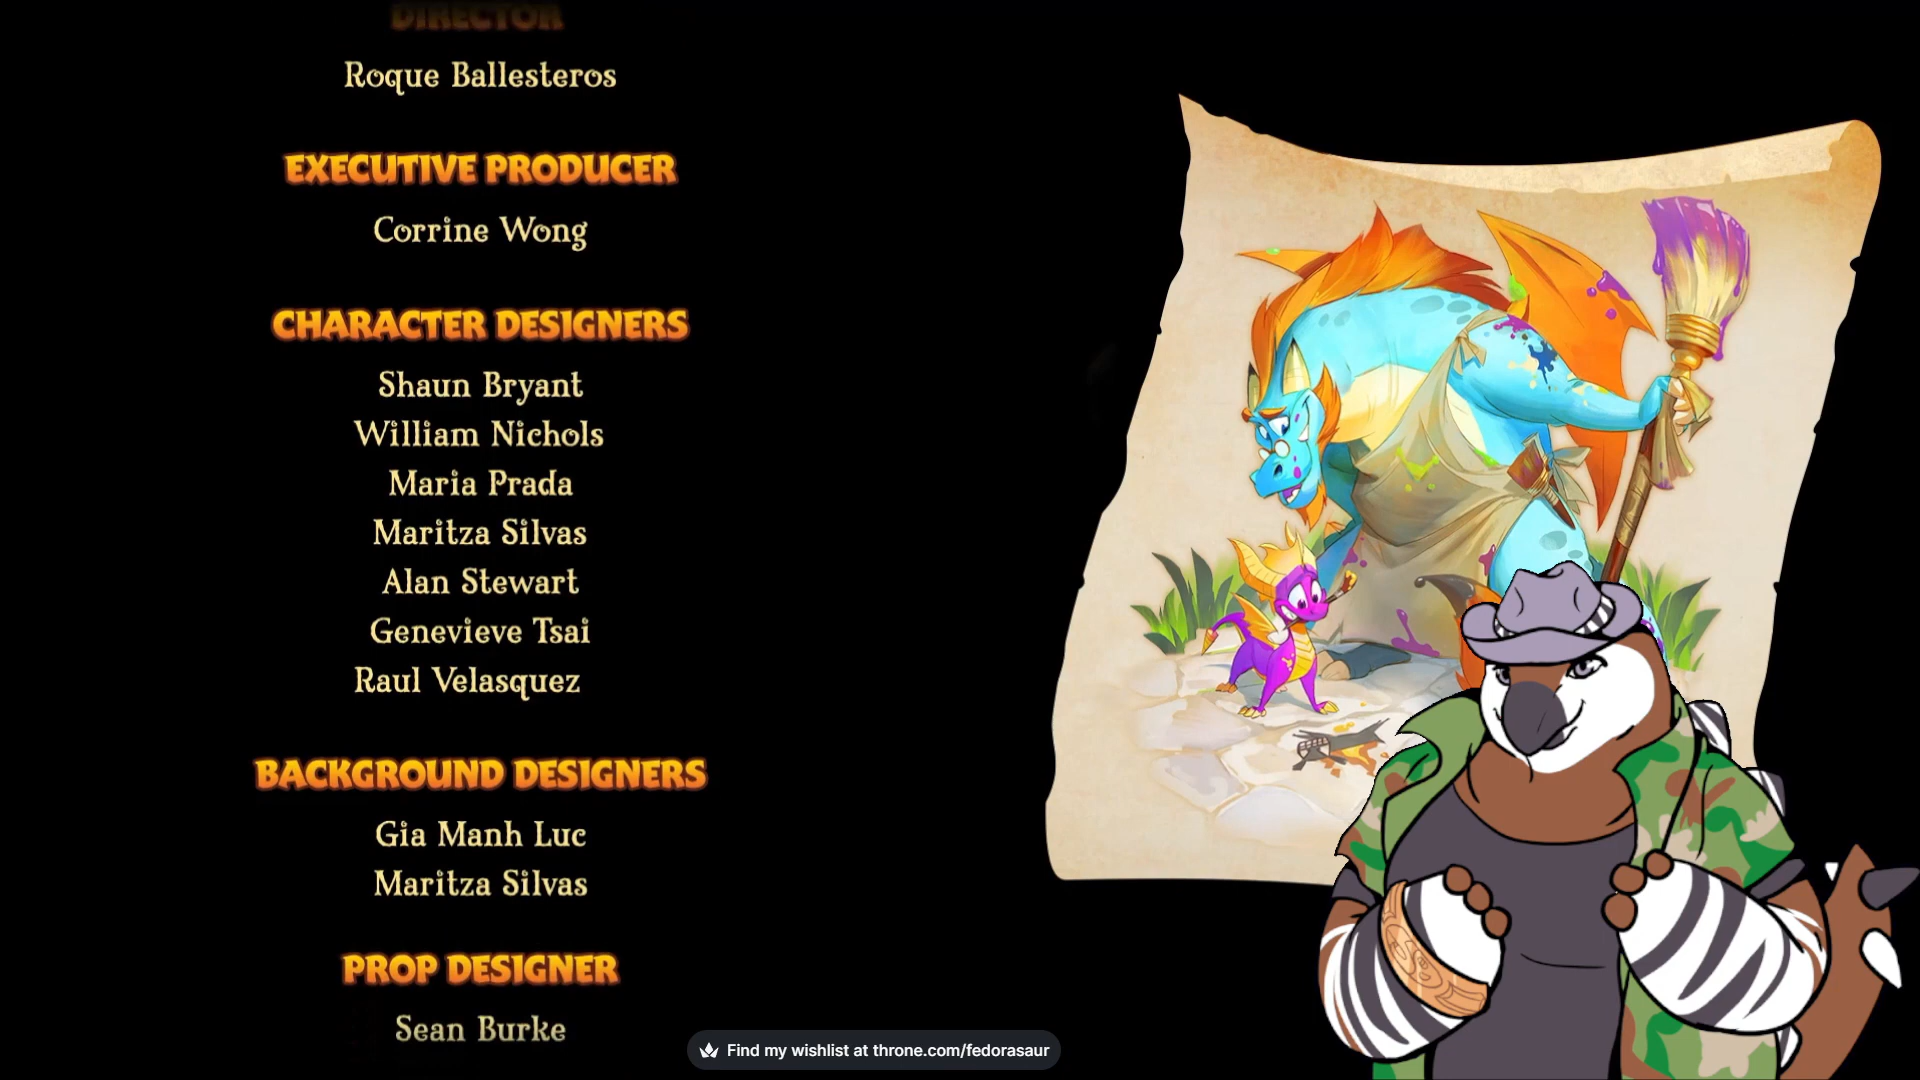 DIRECTOR
Roque Ballesteros
EXECUTIVE PRODUCER
Corrine Wong
CHARACTER DESIGNERS
Shaun Bryant
William Nichols
Maria Prada
Maritza Silvas
Alan Stewart
Genevieve Tsai
Raul Velasquez
BACKGROUND DESIGNERS
Gia Manh Luc
Maritza Silvas
PROP DESIGNER
Sean Burke
Find my wishlist at throne.com/fedorasaur